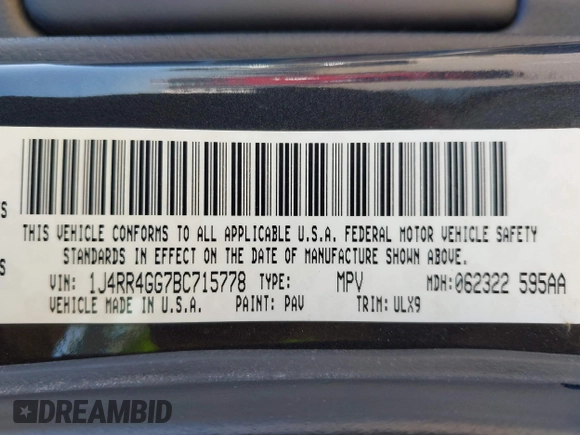 THIS VEHICLE CONFORMS TO ALL APPLICABLE U.S.A. FEDERAL MOTOR VEHICLE SAFETY
STANDARDS IN EFFECT ON THE DATE OF MANUFACTURE SHOWN ABOVE.
VIN: 1J4RR4GG7BC715778 TYPE: MPV MDH:062322 595AA
VEHICLE MADE IN U.S.A. PAINT: PAV TRIM: ULX9
DREAMBID